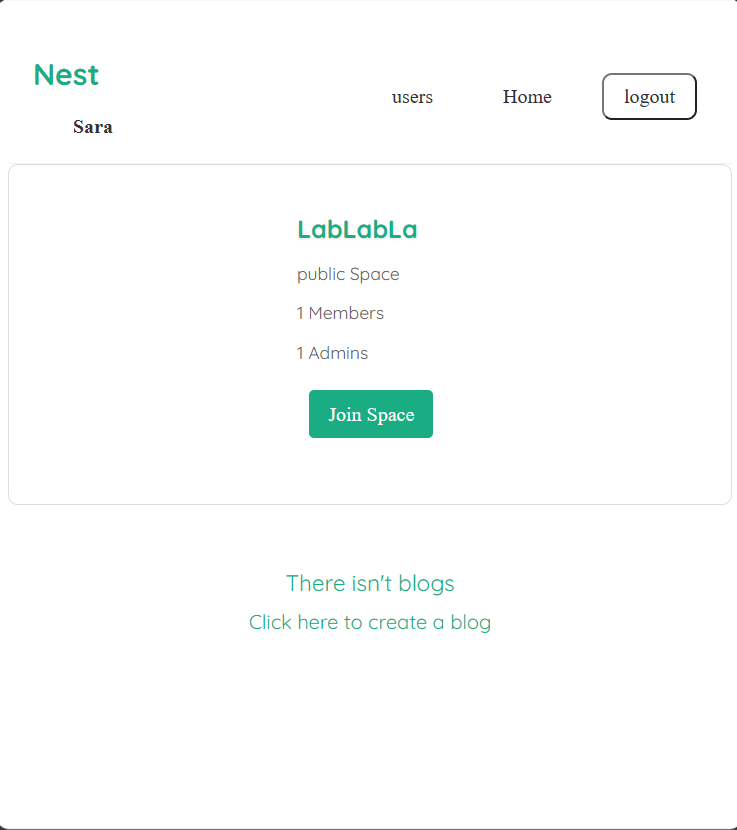 Nest
Sara
users
Home
logout
LabLabLa
public Space
1 Members
1 Admins
Join Space
There isn't blogs
Click here to create a blog